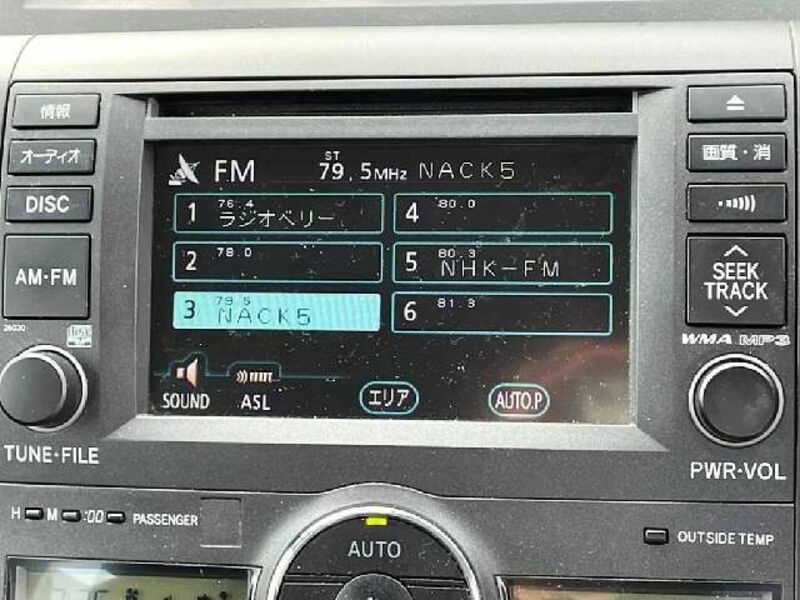 情報
オーディオ
DISC
AM・FM
TUNE・FILE
FM
ST
79.5MHz NACK5
1 76.4 ラジオベリー
2 78.0
3 79.5 NACK5
4 80.0
5 80.3 NHK-FM
6 81.3
SOUND
ASL
エリア
AUTO.P
画質・消
SEEK
TRACK
WMA MP3
PWR・VOL
H
M
:00
PASSENGER
AUTO
OUTSIDE TEMP